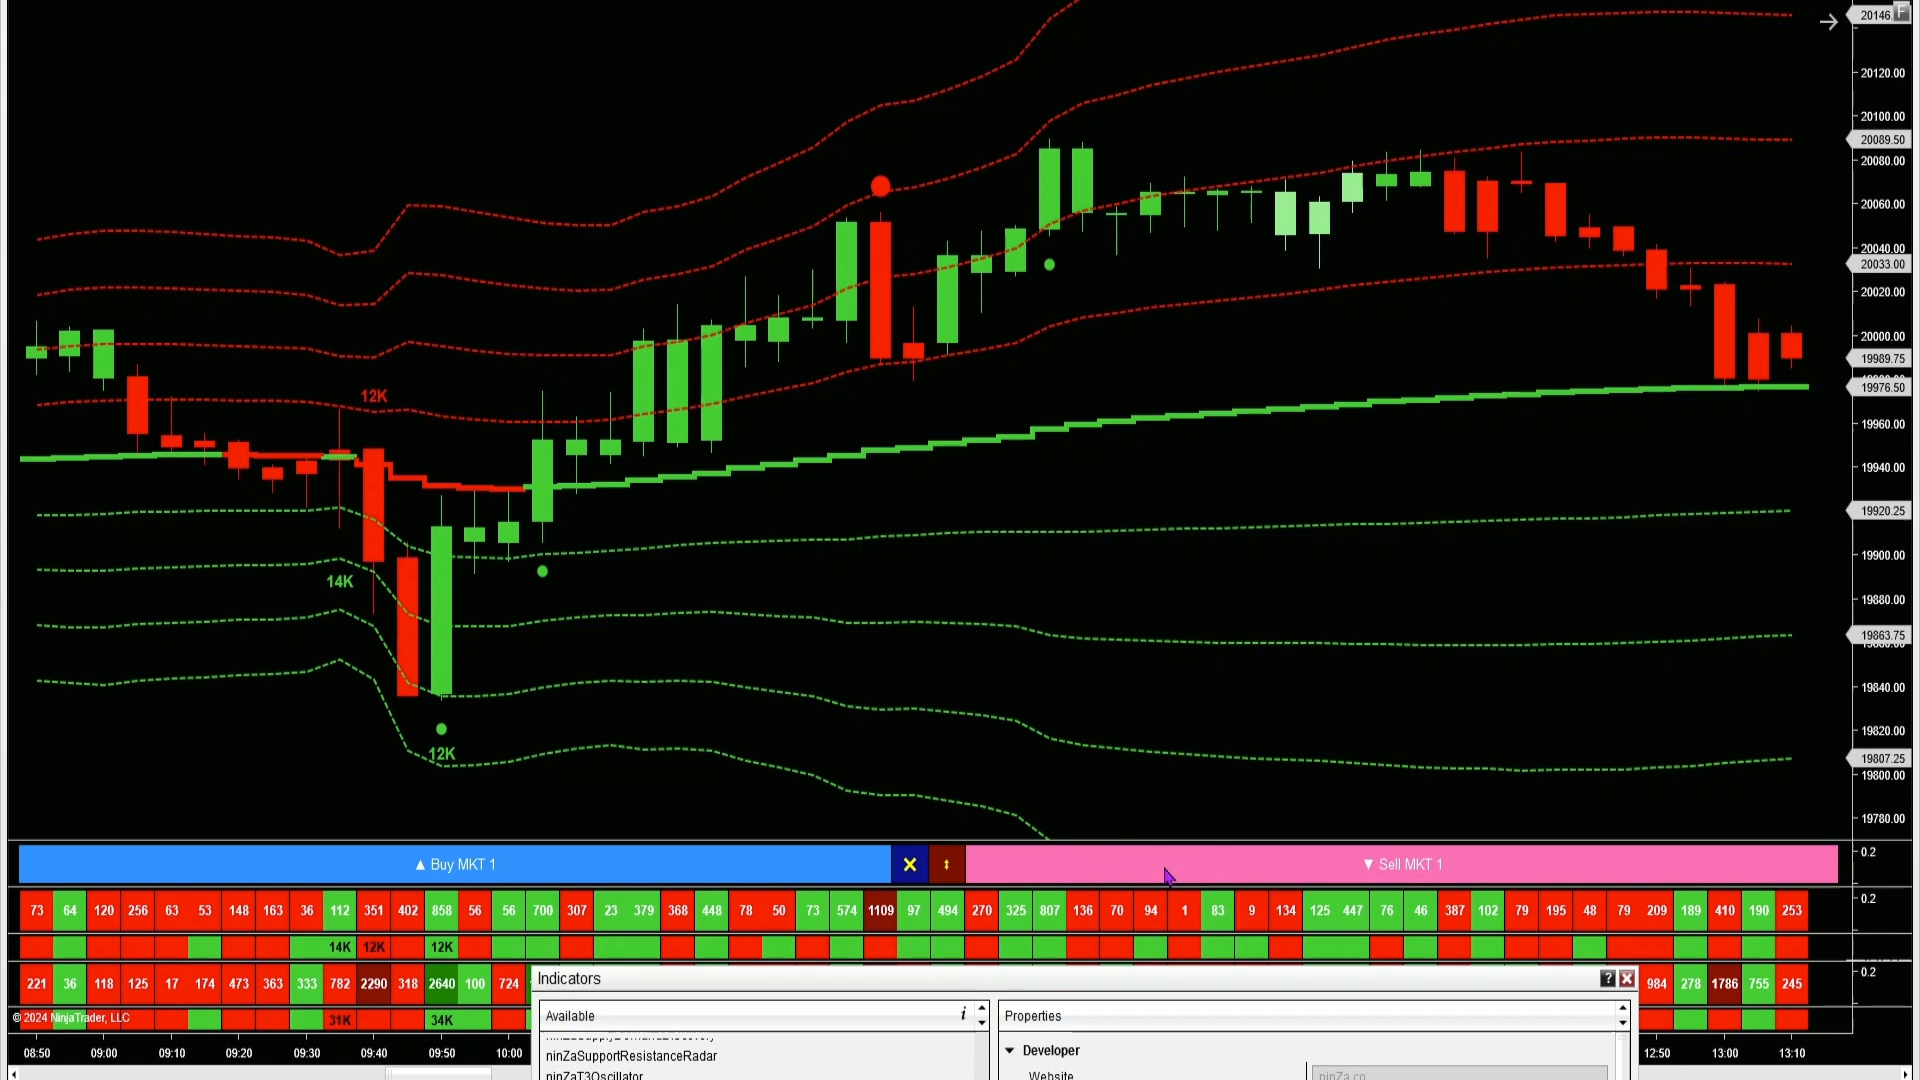 20146.
F
20120.00
20100.00
20089.50
20080.00
20060.00
20040.00
20033.00
20020.00
20000.00
19989.75
19976.50
12K
19960.00
19940.00
19920.25
19900.00
14K
19880.00
19863.75
19840.00
19820.00
12K
19807.25
19800.00
19780.00
▲ Buy MKT 1
▼ Sell MKT 1
0.2
73 64 120 256 63 53 148 163 36 112 351 402 858 56 56 700 307 23 379 368 448 78 50 73 574 1109 97 494 270 325 807 136 70 94 1 83 9 134 125 447 76 46 387 102 79 195 48 79 209 189 410 190 253
0.2
14K 12K 12K
221 36 118 125 17 174 473 363 333 782 2290 318 2640 100 724
984 278 1786 755 245
0.2
© 2024 NinjaTrader, LLC
31K 34K
08:50 09:00 09:10 09:20 09:30 09:40 09:50 10:00
12:50 13:00 13:10
Indicators
?
Available
i
Properties
ninZaSupportResistanceRadar
ninZaT3Oscillator
Developer
Website
ninZa.co